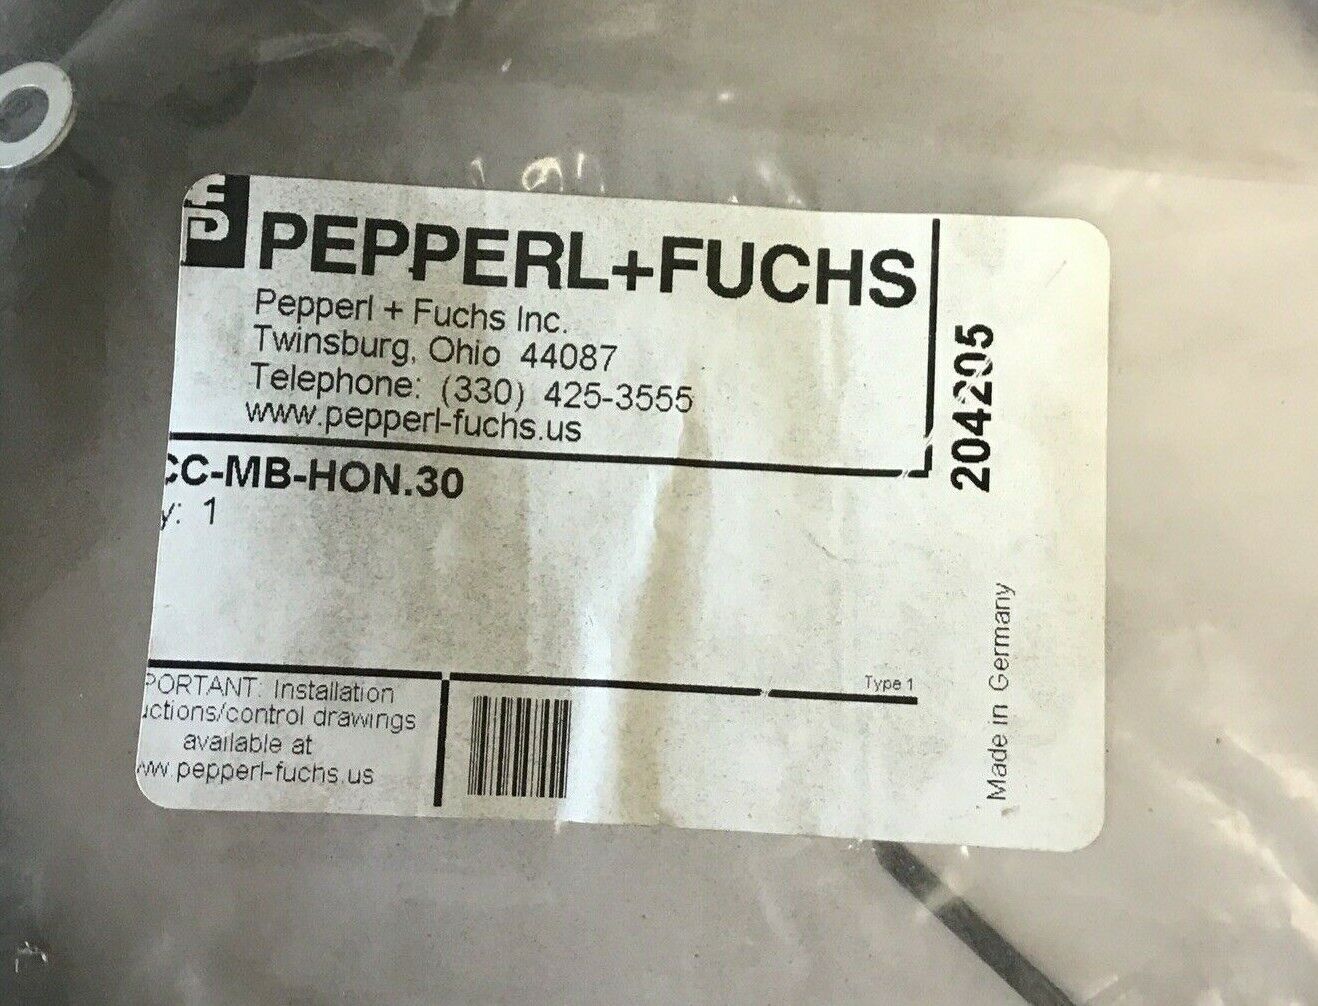 PEPPERL+FUCHS
Pepperl + Fuchs Inc.
Twinsburg, Ohio 44087
Telephone: (330) 425-3555
www.pepperl-fuchs.us
204205
CC-MB-HON.30
y: 1
PORTANT: Installation
uctions/control drawings
available at
ww.pepperl-fuchs.us
Type 1
Made in Germany